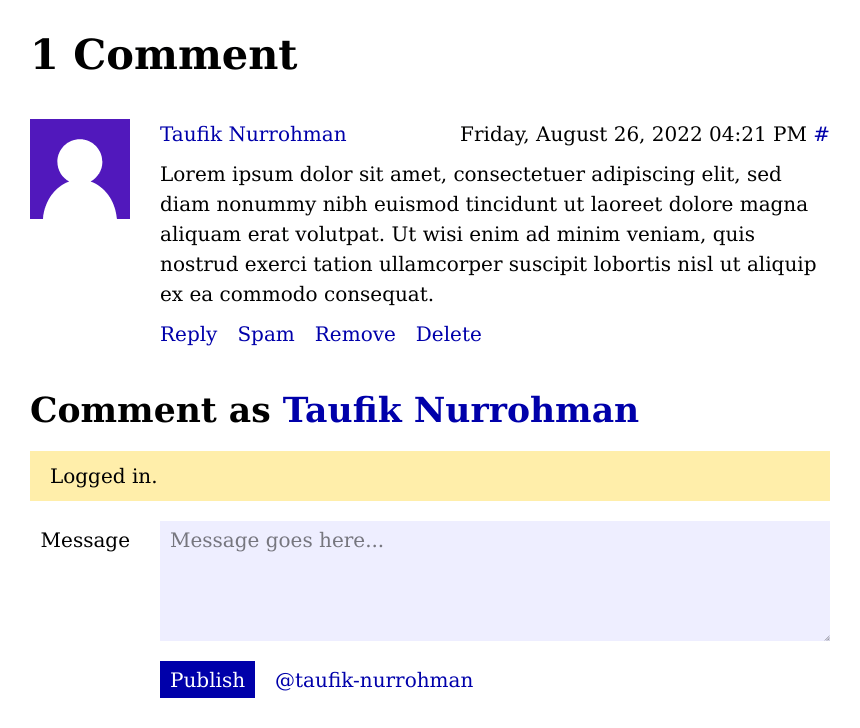 1 Comment
Taufik Nurrohman Friday, August 26, 2022 04:21 PM #
Lorem ipsum dolor sit amet, consectetuer adipiscing elit, sed
diam nonummy nibh euismod tincidunt ut laoreet dolore magna
aliquam erat volutpat. Ut wisi enim ad minim veniam, quis
nostrud exerci tation ullamcorper suscipit lobortis nisl ut aliquip
ex ea commodo consequat.
Reply Spam Remove Delete
Comment as Taufik Nurrohman
Logged in.
Message Message goes here...
Publish @taufik-nurrohman